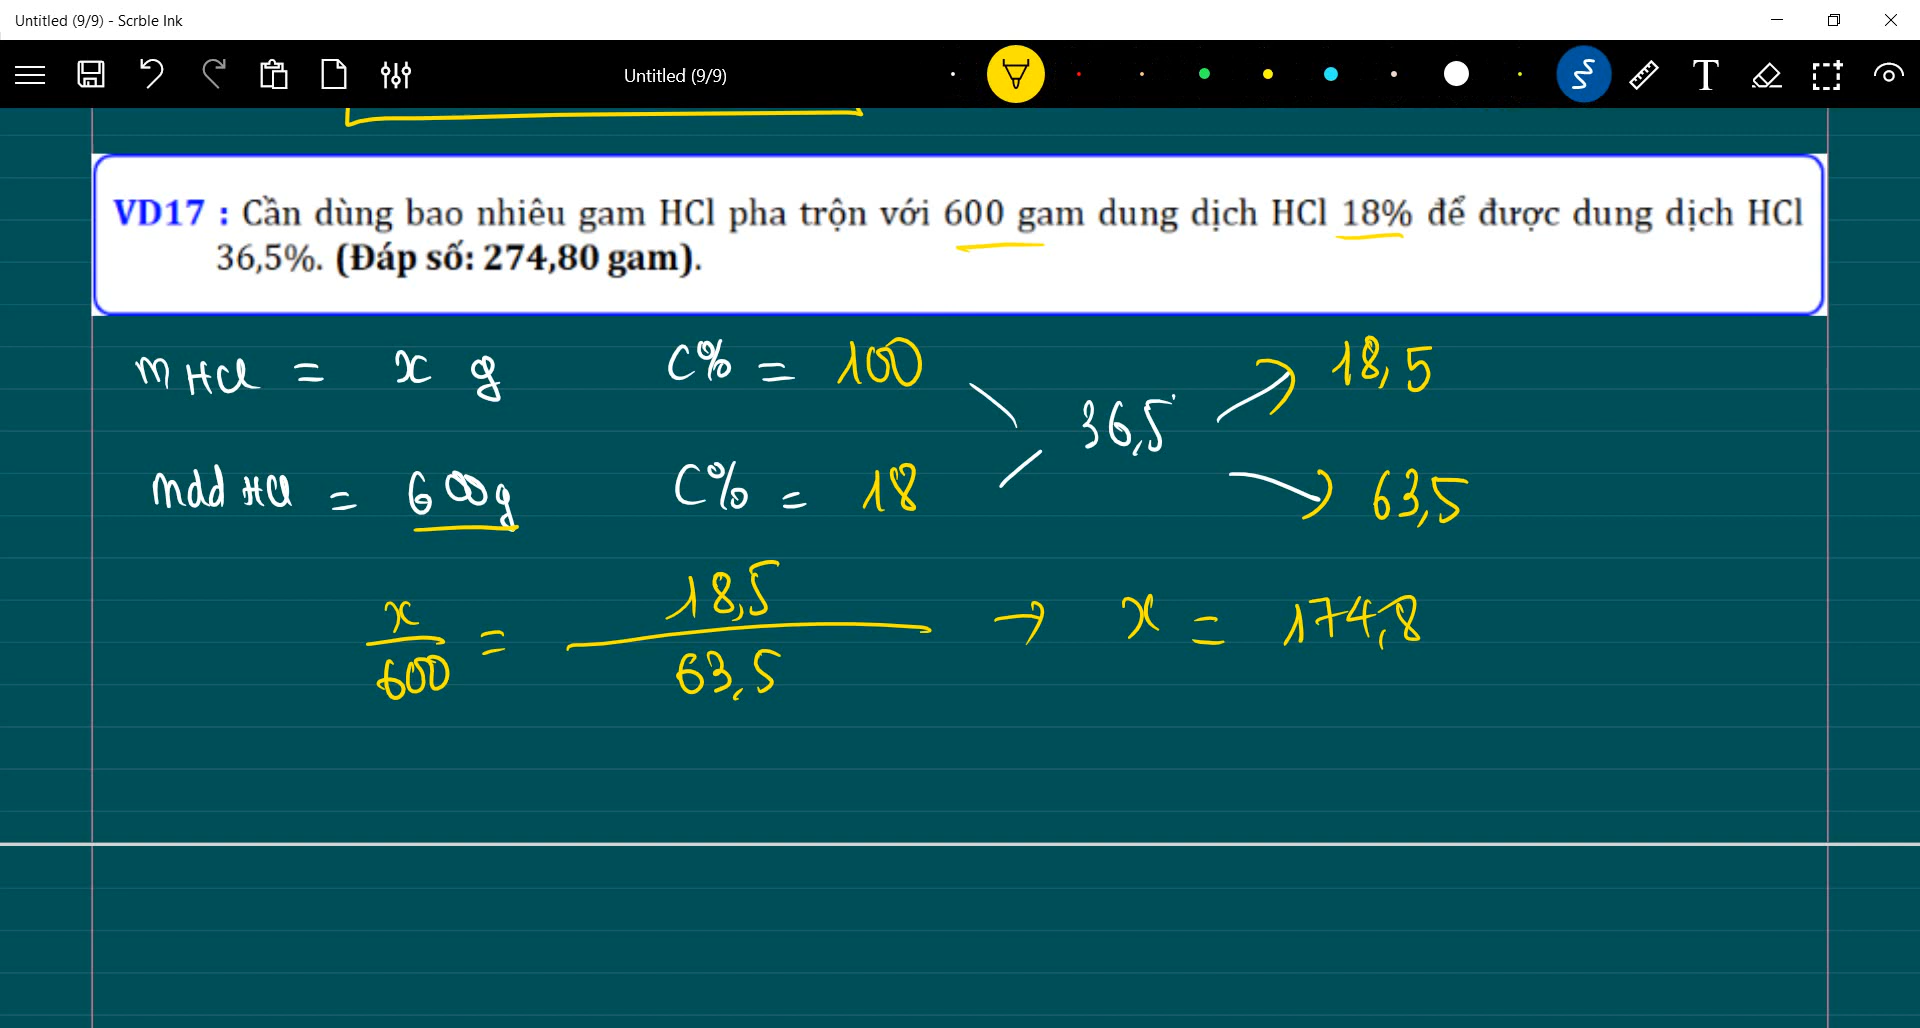 Untitled (9/9) - Scrble Ink
Untitled (9/9)
VD17 : Cần dùng bao nhiêu gam HCl pha trộn với 600 gam dung dịch HCl 18% để được dung dịch HCl
36,5%. (Đáp số: 274,80 gam).
m HCl = x g C% = 100 18,5
36,5
mdd HCl = 600g C% = 18 63,5
x/600 = 18,5/63,5 → x = 174,8